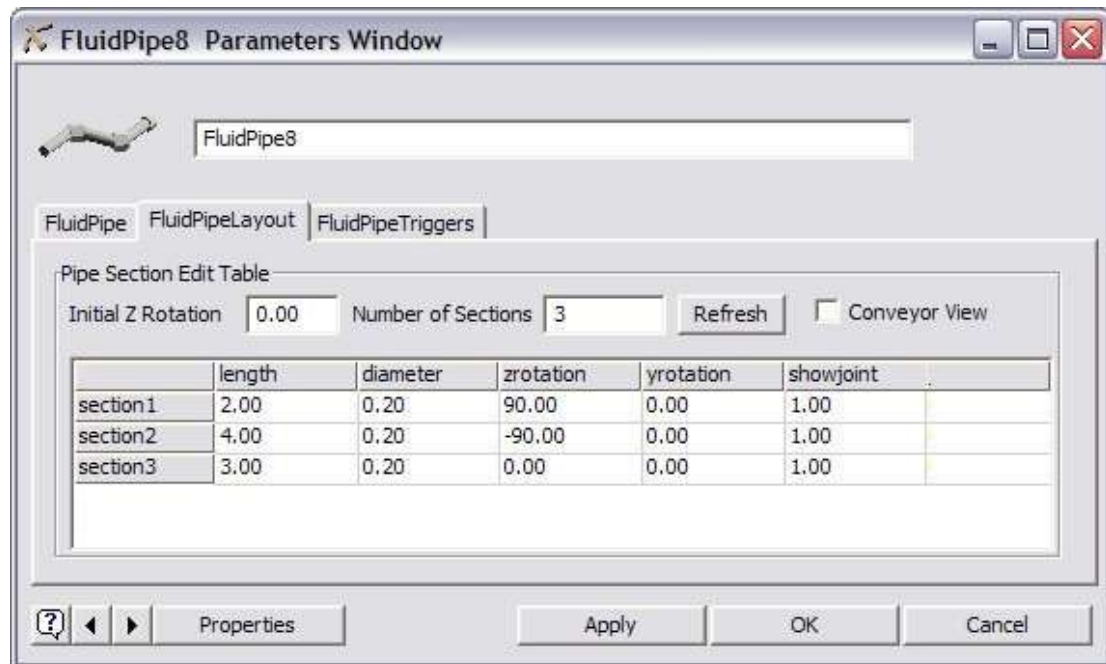 FluidPipe8 Parameters Window
FluidPipe8
FluidPipe FluidPipeLayout FluidPipeTriggers
Pipe Section Edit Table
Initial Z Rotation 0.00 Number of Sections 3 Refresh Conveyor View
length diameter zrotation yrotation showjoint
section1 2.00 0.20 90.00 0.00 1.00
section2 4.00 0.20 -90.00 0.00 1.00
section3 3.00 0.20 0.00 0.00 1.00
? Properties Apply OK Cancel